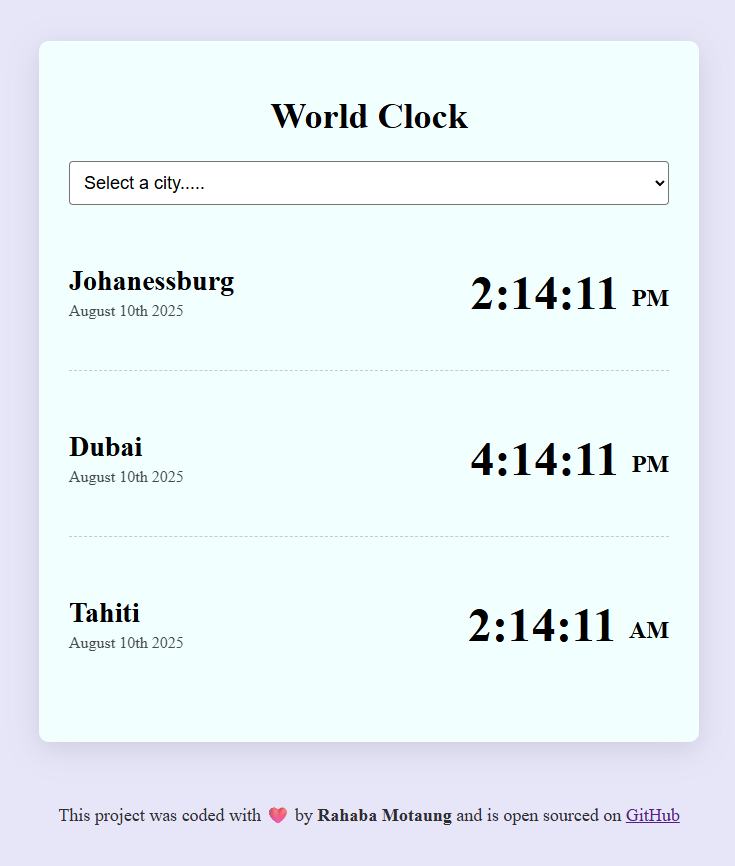 World Clock
Select a city.....
Johanessburg
August 10th 2025
2:14:11 PM
Dubai
August 10th 2025
4:14:11 PM
Tahiti
August 10th 2025
2:14:11 AM
This project was coded with 💗 by Rahaba Motaung and is open sourced on GitHub